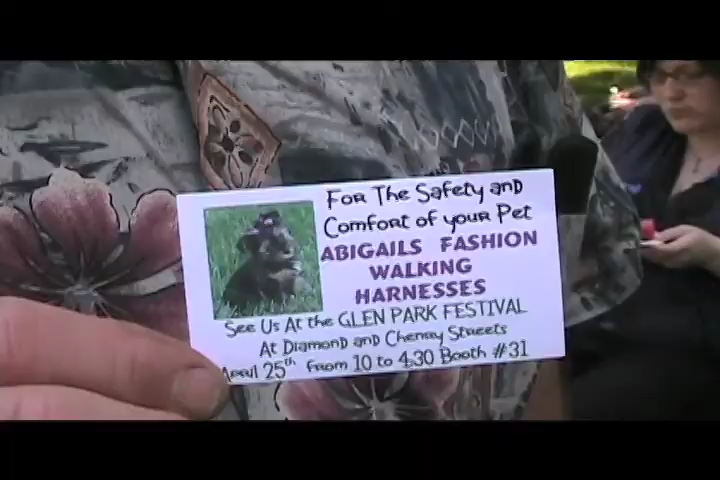 For The Safety and
Comfort of your Pet
ABIGAILS FASHION
WALKING
HARNESSES
See Us At the GLEN PARK FESTIVAL
At Diamond and Chenry Streets
April 25th from 10 to 4:30 Booth #31